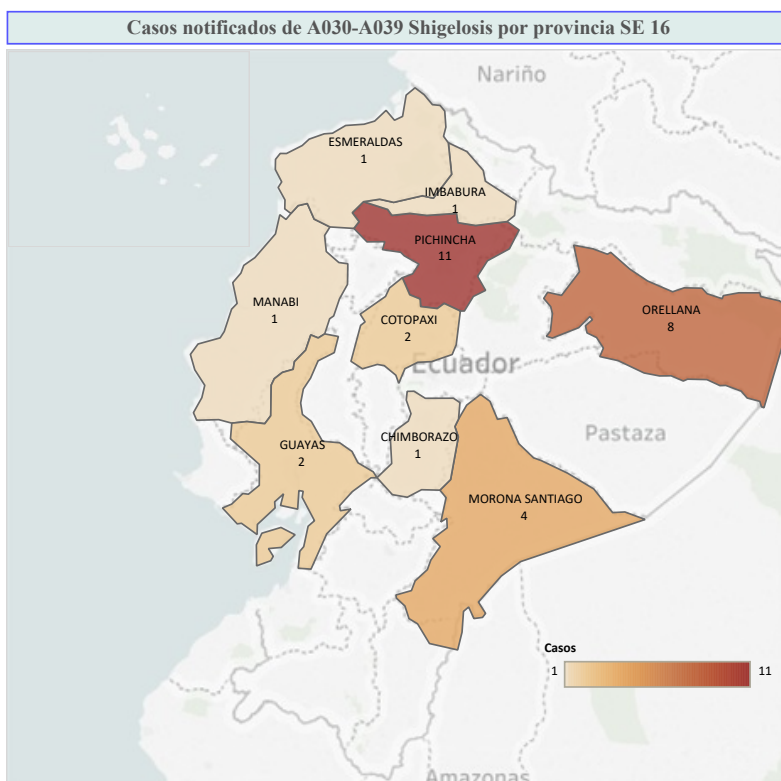 Casos notificados de A030-A039 Shigelosis por provincia SE 16
Nariño
ESMERALDAS
1
IMBABURA
1
PICHINCHA
11
ORELLANA
8
MANABI
1
COTOPAXI
2
Ecuador
CHIMBORAZO
1
Pastaza
GUAYAS
2
MORONA SANTIAGO
4
Casos
1 11
Amazonas